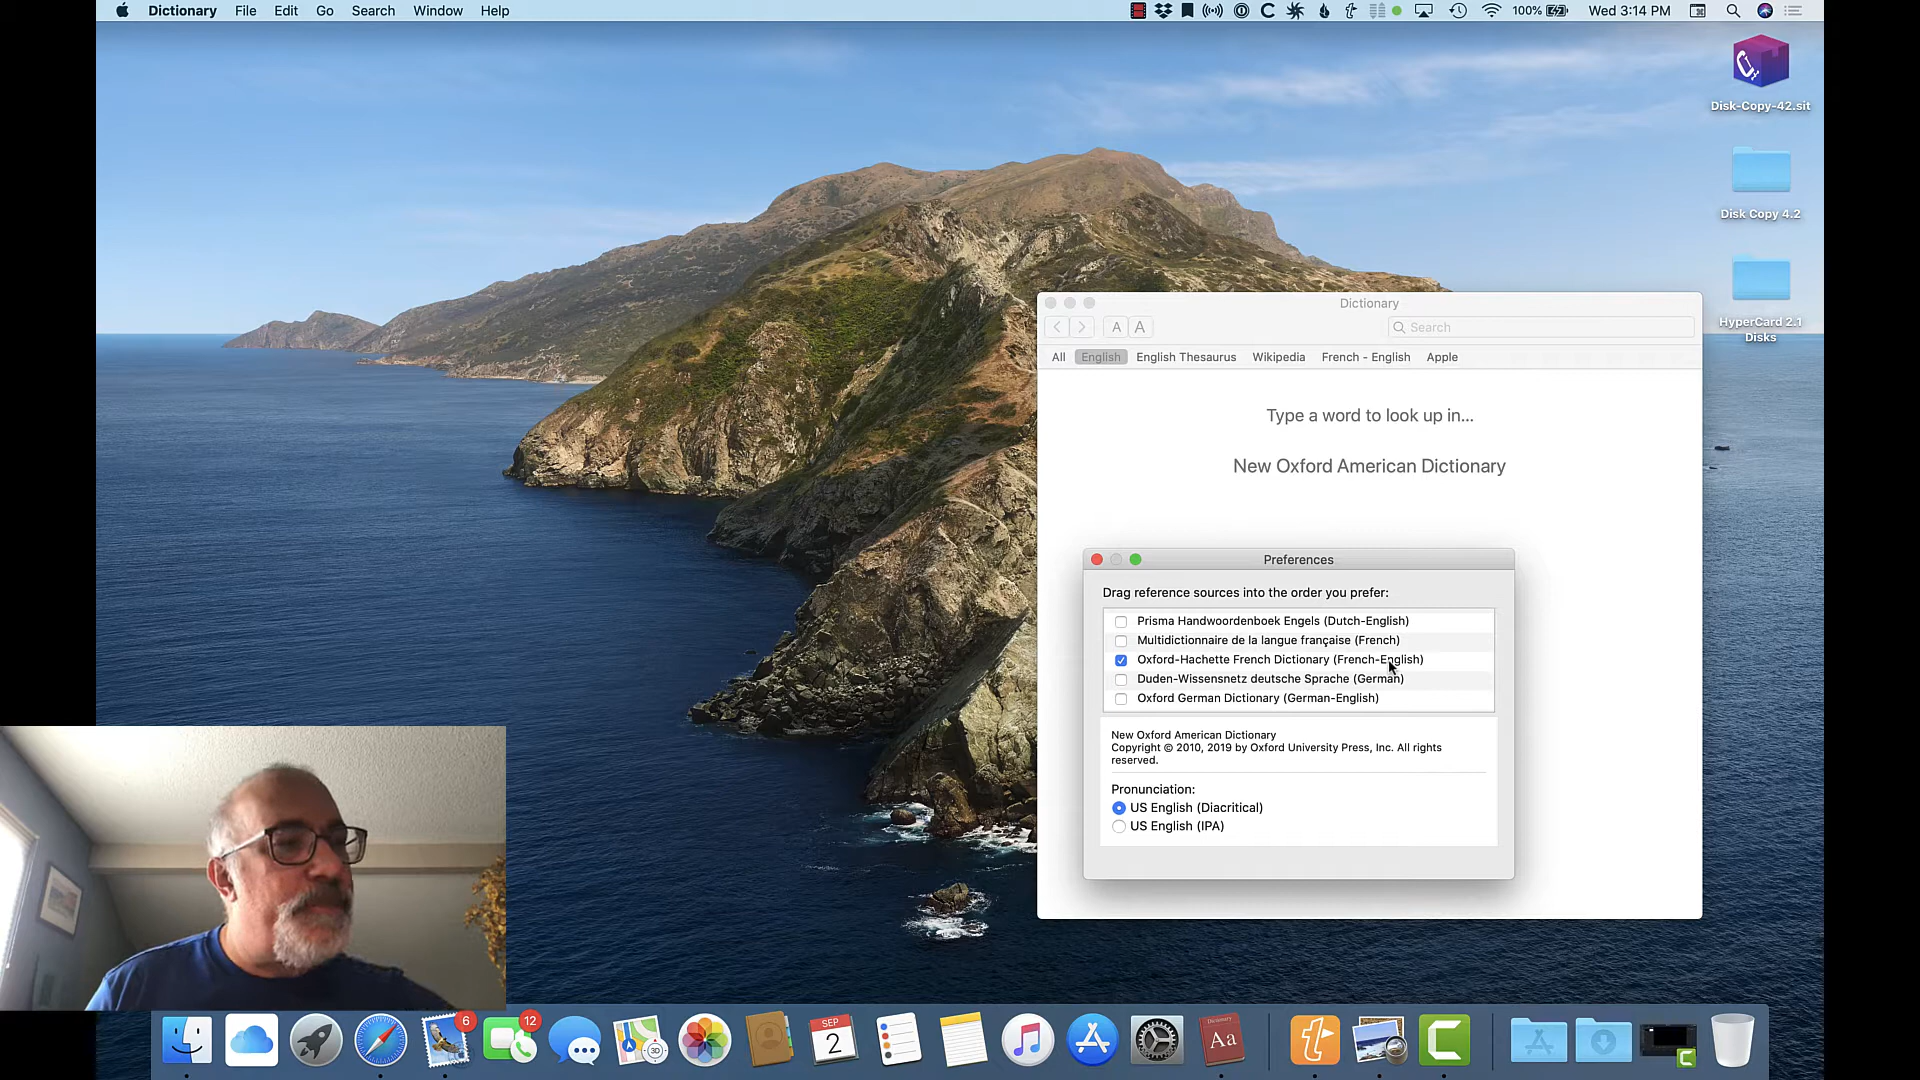 Dictionary File Edit Go Search Window Help
100% Wed 3:14 PM
Disk-Copy-42.sit
Disk Copy 4.2
HyperCard 2.1
Disks
Dictionary
A A Search
All English English Thesaurus Wikipedia French - English Apple
Type a word to look up in...
New Oxford American Dictionary
Preferences
Drag reference sources into the order you prefer:
Prisma Handwoordenboek Engels (Dutch-English)
Multidictionnaire de la langue française (French)
Oxford-Hachette French Dictionary (French-English)
Duden-Wissensnetz deutsche Sprache (German)
Oxford German Dictionary (German-English)
New Oxford American Dictionary
Copyright © 2010, 2019 by Oxford University Press, Inc. All rights
reserved.
Pronunciation:
US English (Diacritical)
US English (IPA)
6
12
SEP
2
3D
Dictionary
Aa
t
C